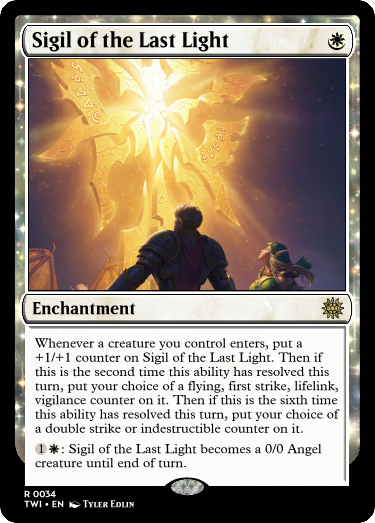 Sigil of the Last Light
Enchantment
Whenever a creature you control enters, put a
+1/+1 counter on Sigil of the Last Light. Then if
this is the second time this ability has resolved this
turn, put your choice of a flying, first strike, lifelink,
vigilance counter on it. Then if this is the sixth time
this ability has resolved this turn, put your choice of
a double strike or indestructible counter on it.
1: Sigil of the Last Light becomes a 0/0 Angel
creature until end of turn.
R 0034
TWI • EN Tyler Edlin